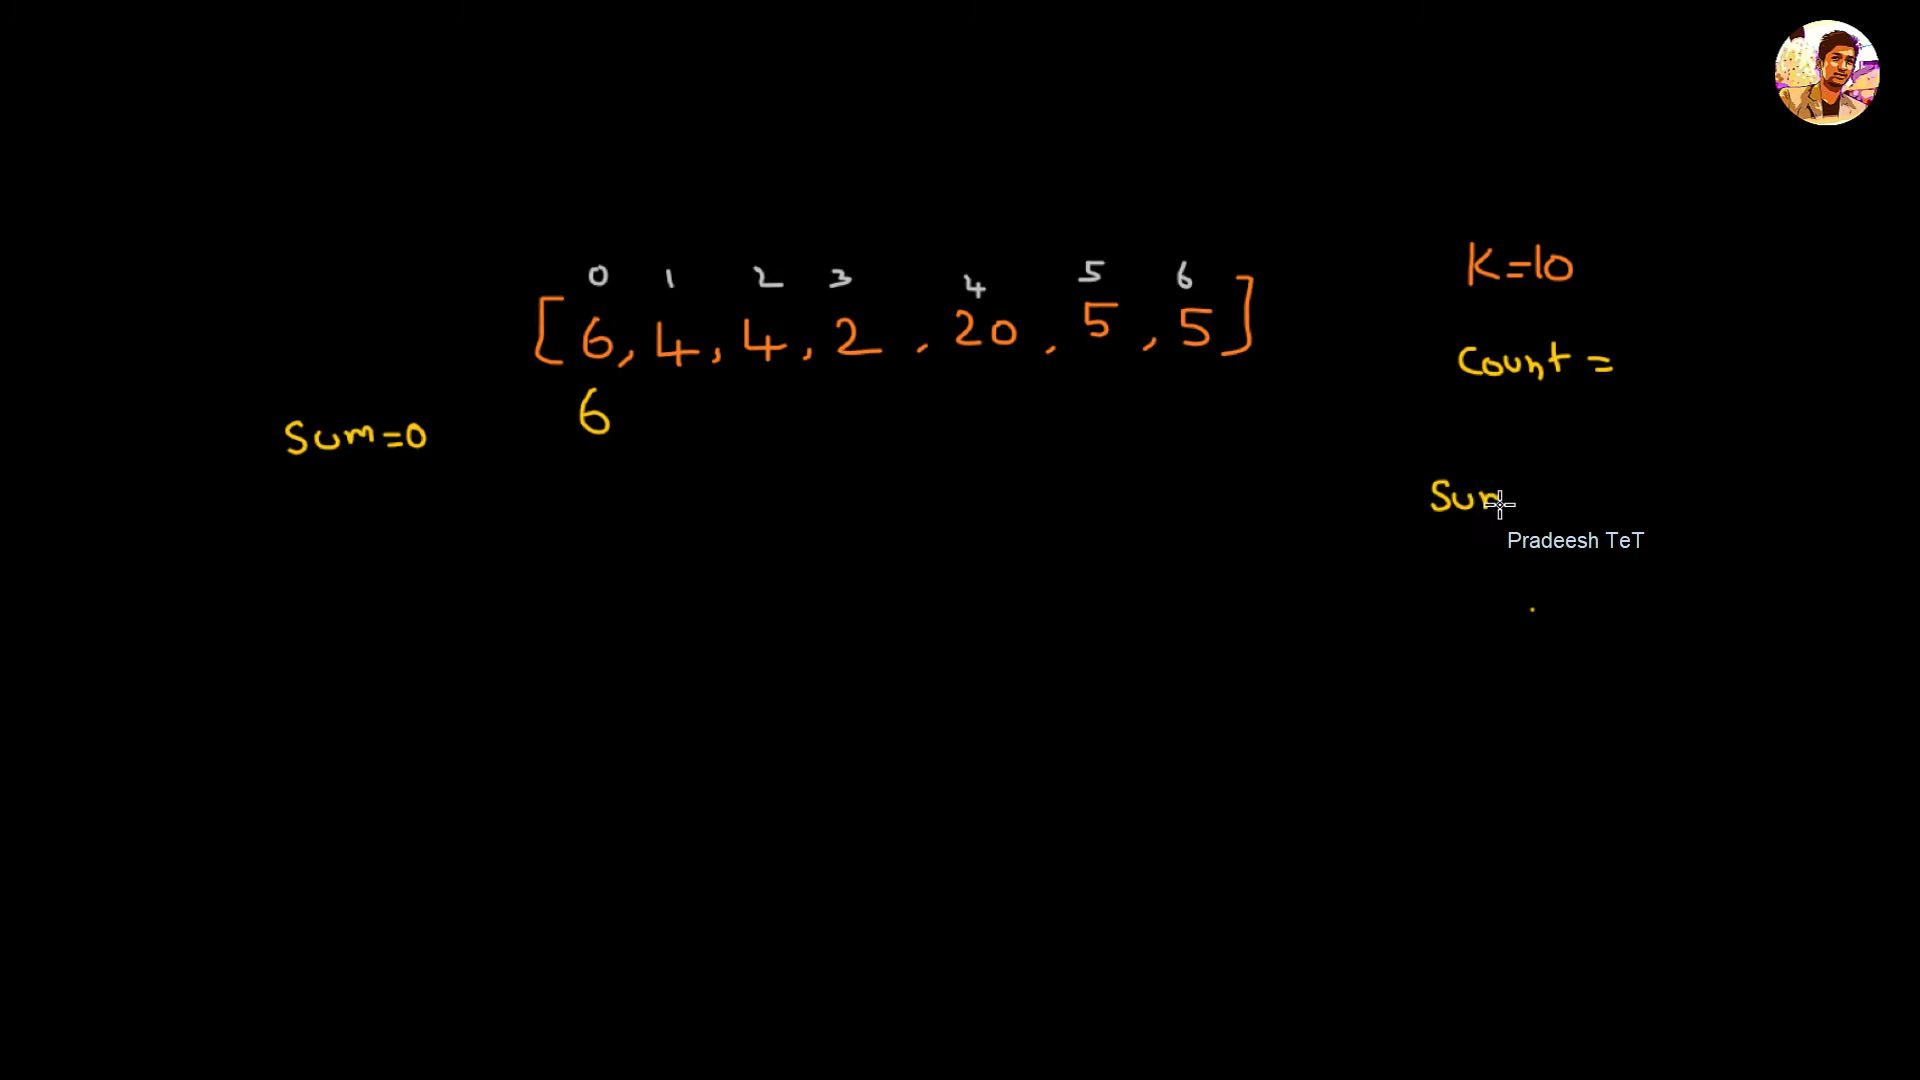 0 1 2 3 4 5 6
[6, 4, 4, 2, 20, 5, 5]
K=10
Count =
6
Sum=0
Sum
Pradeesh TeT